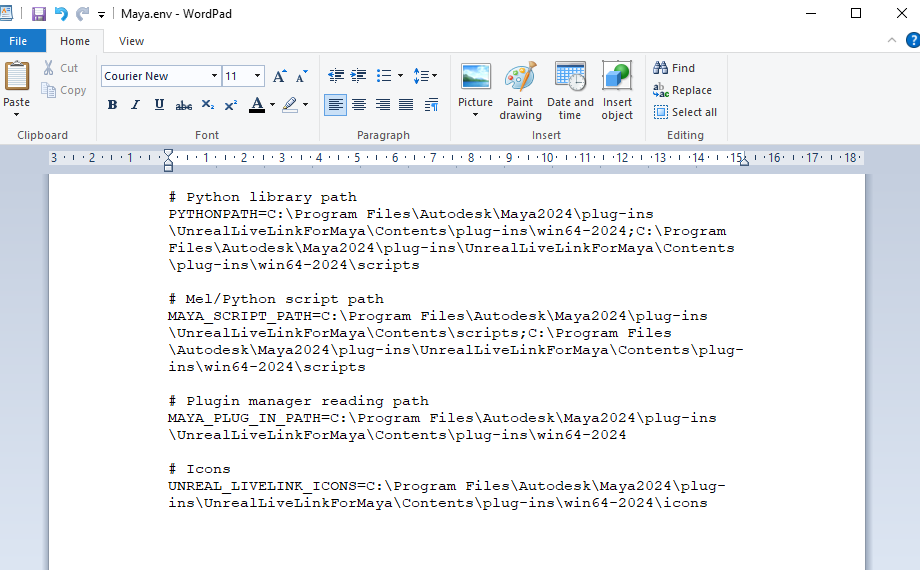 Maya.env - WordPad
File Home View
Paste
Cut
Copy
Clipboard
Courier New 11
A A
B I U abc X₂ X² A
Font
Paragraph
Picture
Paint drawing
Date and time
Insert object
Insert
Find
Replace
Select all
Editing
3 2 1 1 2 3 4 5 6 7 8 9 10 11 12 13 14 15 16 17 18
# Python library path
PYTHONPATH=C:\Program Files\Autodesk\Maya2024\plug-ins
\UnrealLiveLinkForMaya\Contents\plug-ins\win64-2024;C:\Program
Files\Autodesk\Maya2024\plug-ins\UnrealLiveLinkForMaya\Contents
\plug-ins\win64-2024\scripts
# Mel/Python script path
MAYA_SCRIPT_PATH=C:\Program Files\Autodesk\Maya2024\plug-ins
\UnrealLiveLinkForMaya\Contents\scripts;C:\Program Files
\Autodesk\Maya2024\plug-ins\UnrealLiveLinkForMaya\Contents\plug-
ins\win64-2024\scripts
# Plugin manager reading path
MAYA_PLUG_IN_PATH=C:\Program Files\Autodesk\Maya2024\plug-ins
\UnrealLiveLinkForMaya\Contents\plug-ins\win64-2024
# Icons
UNREAL_LIVELINK_ICONS=C:\Program Files\Autodesk\Maya2024\plug-
ins\UnrealLiveLinkForMaya\Contents\plug-ins\win64-2024\icons